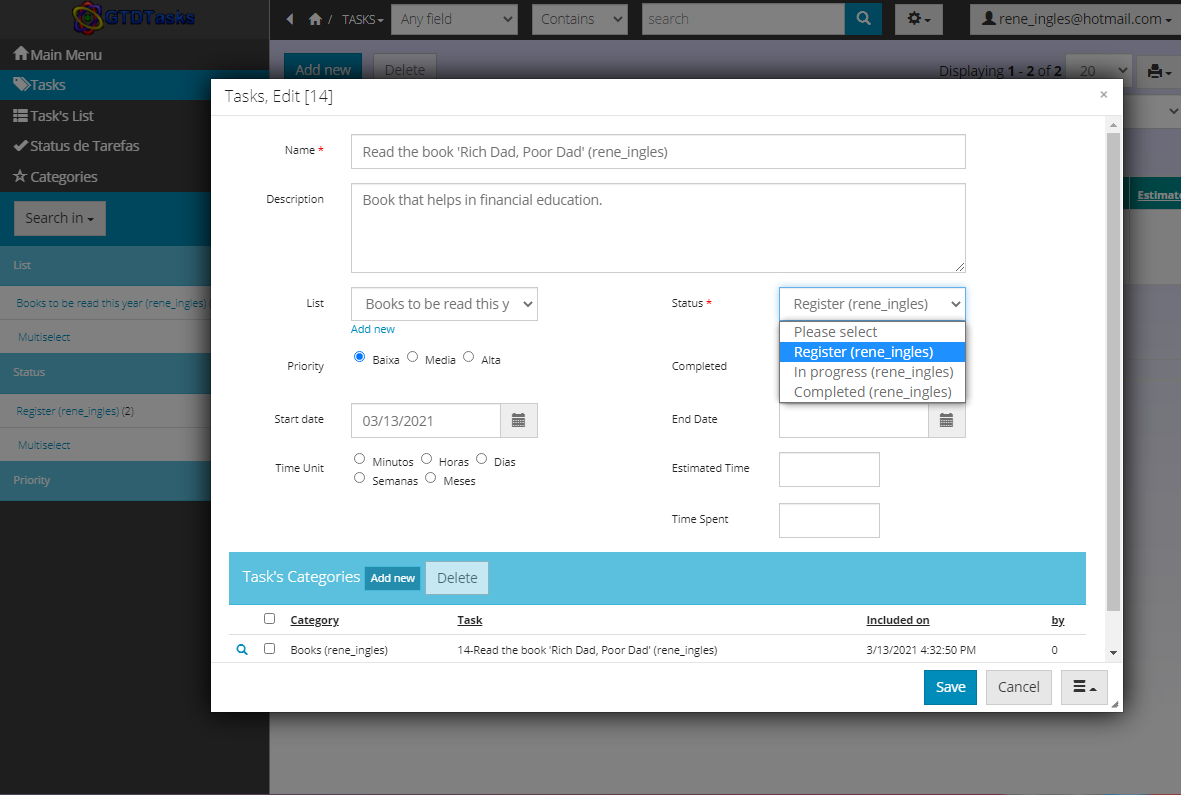 GTDTasks
/ TASKS
Any field
Contains
search
rene_ingles@hotmail.com
Main Menu
Tasks
Task's List
Status de Tarefas
Categories
Search in
List
Books to be read this year (rene_ingles)
Multiselect
Status
Register (rene_ingles) (2)
Multiselect
Priority
Add new
Delete
Displaying 1 - 2 of 2
20
Estimate
Tasks, Edit [14]
×
Name *
Read the book 'Rich Dad, Poor Dad' (rene_ingles)
Description
Book that helps in financial education.
List
Books to be read this y
Add new
Status *
Register (rene_ingles)
Please select
Register (rene_ingles)
In progress (rene_ingles)
Completed (rene_ingles)
Priority
Baixa
Media
Alta
Completed
Start date
03/13/2021
End Date
Time Unit
Minutos
Horas
Dias
Semanas
Meses
Estimated Time
Time Spent
Task's Categories
Add new
Delete
Category
Task
Included on
by
Books (rene_ingles)
14-Read the book 'Rich Dad, Poor Dad' (rene_ingles)
3/13/2021 4:32:50 PM
0
Save
Cancel